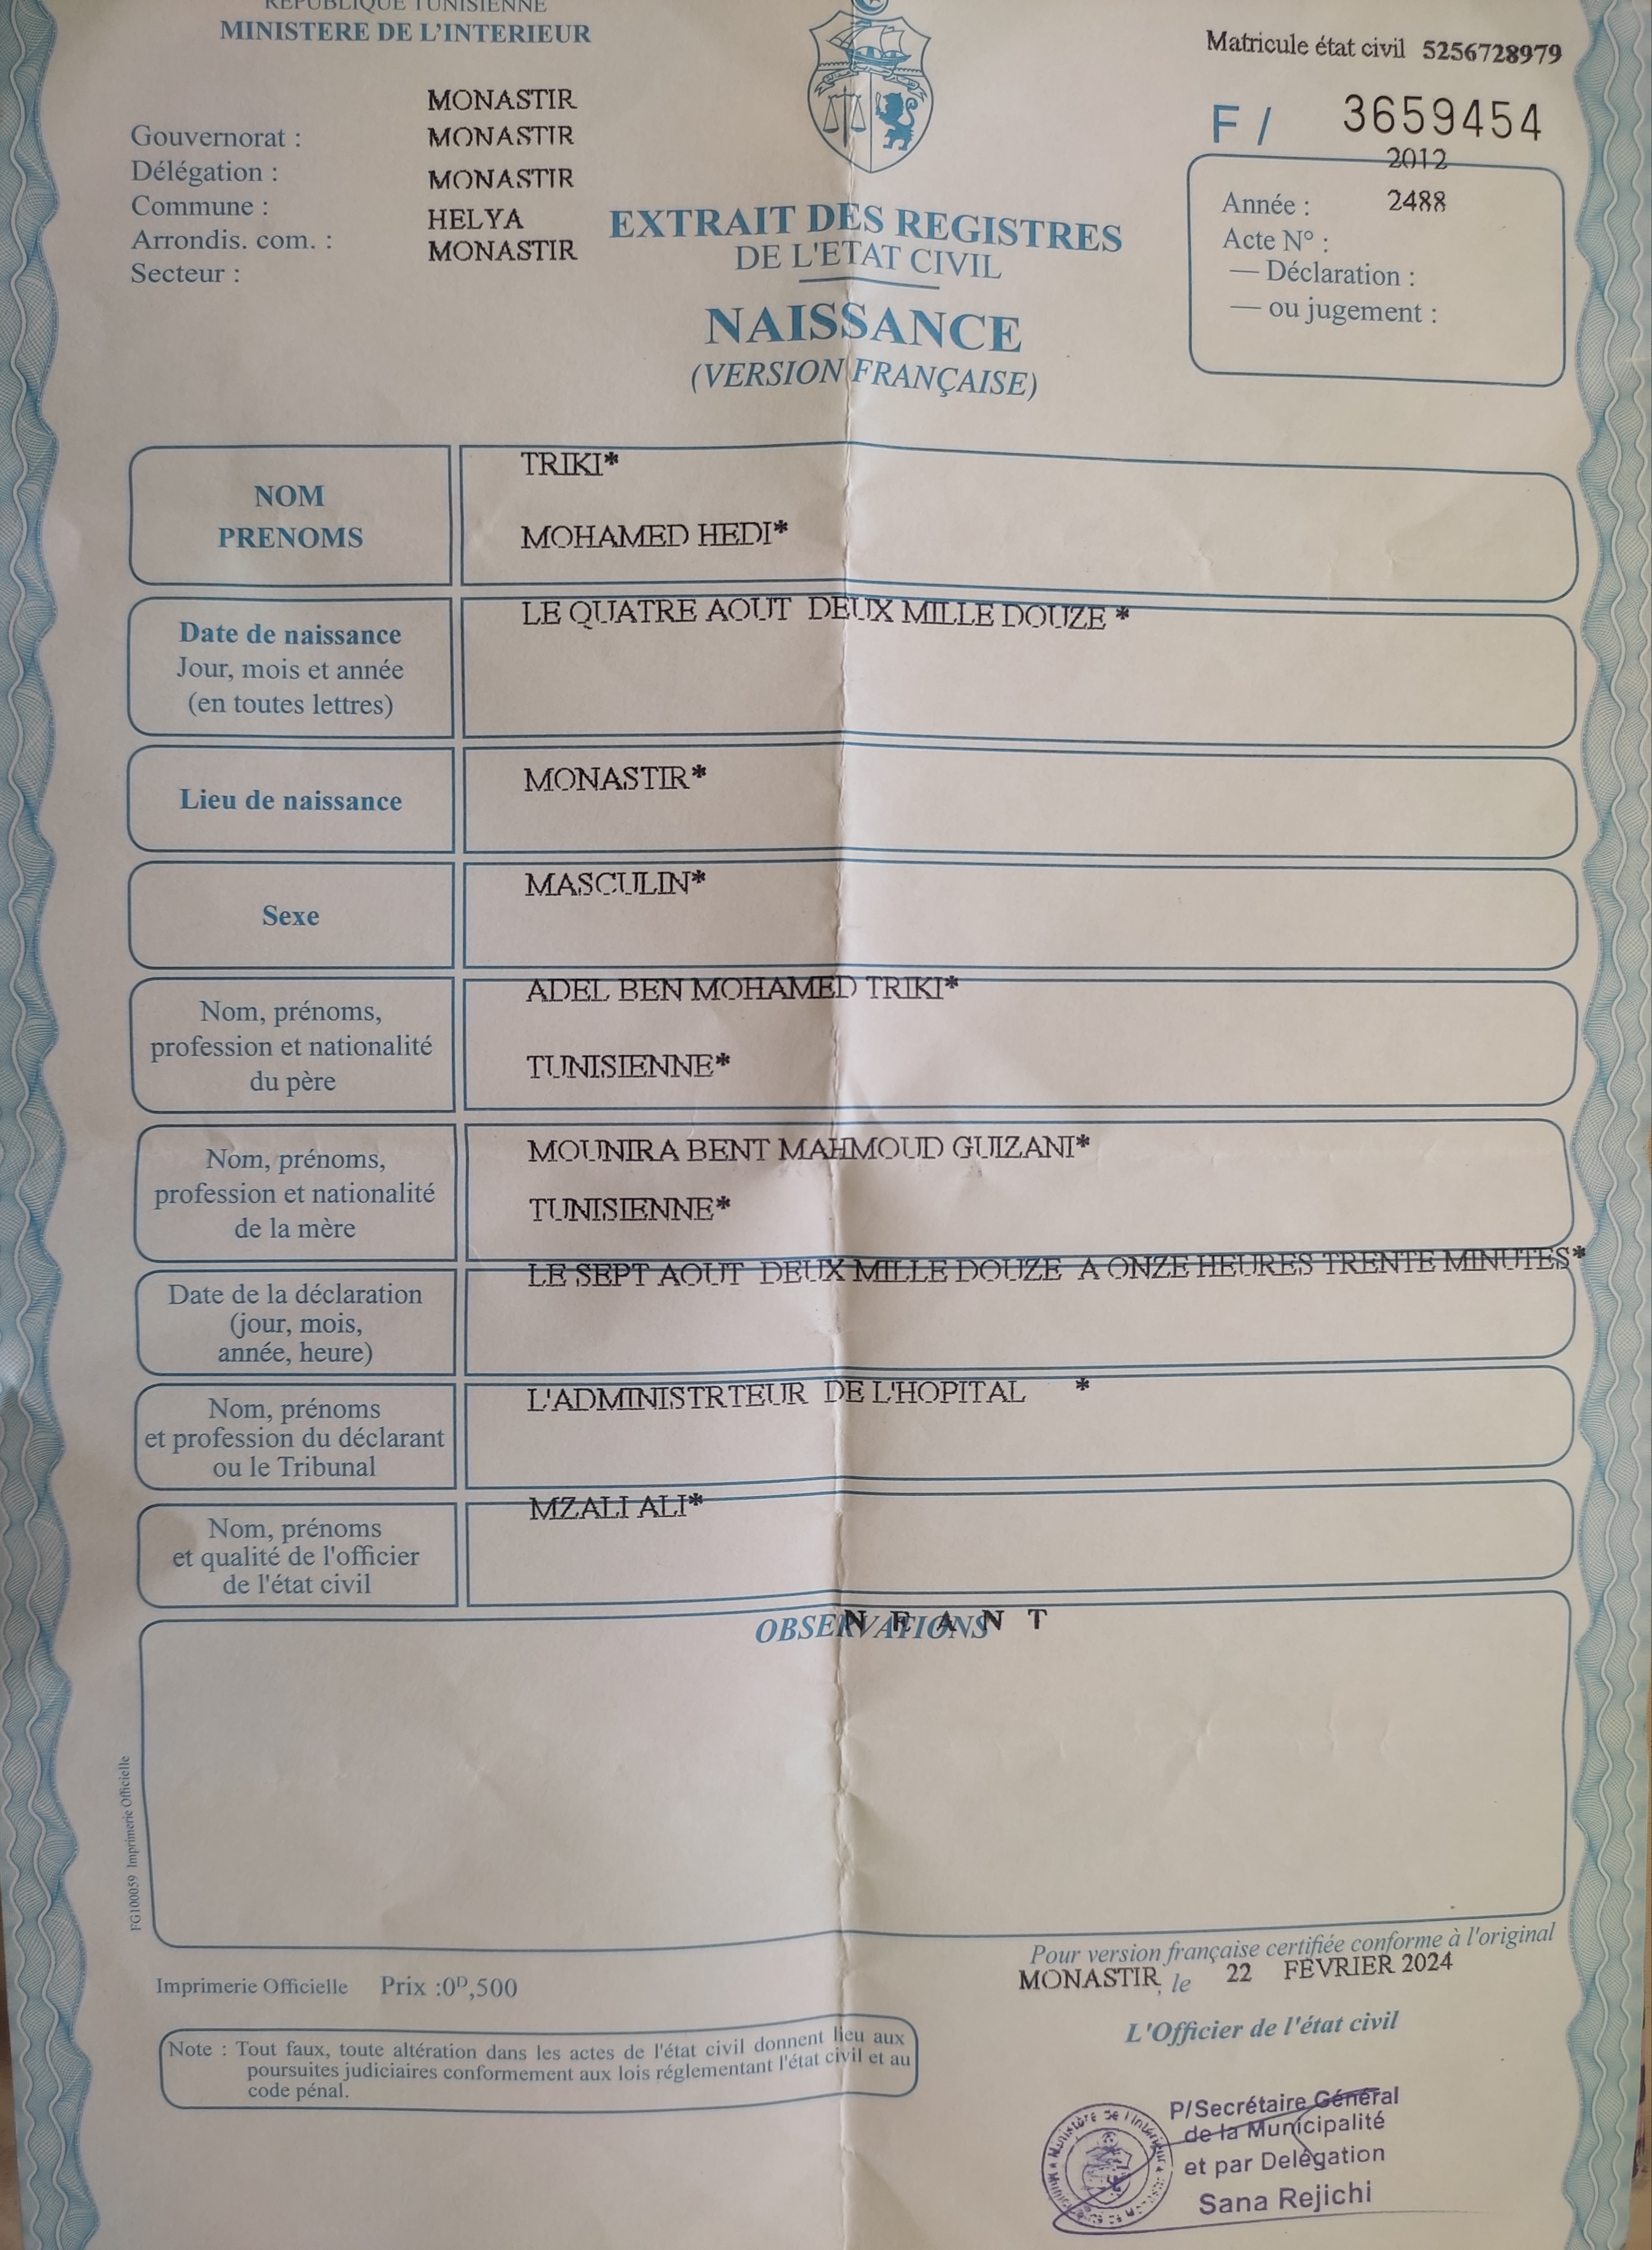 REPUBLIQUE TUNISIENNE
MINISTERE DE L'INTERIEUR
Matricule état civil 5256728979
F / 3659454
MONASTIR
Gouvernorat : MONASTIR
Délégation : MONASTIR
Commune : HELYA
Arrondis. com. : MONASTIR
Secteur :
2012
Année : 2488
Acte N° :
— Déclaration :
— ou jugement :
EXTRAIT DES REGISTRES
DE L'ETAT CIVIL
NAISSANCE
(VERSION FRANÇAISE)
NOM
PRENOMS
TRIKI*
MOHAMED HEDI*
Date de naissance
Jour, mois et année
(en toutes lettres)
LE QUATRE AOUT DEUX MILLE DOUZE *
Lieu de naissance
MONASTIR*
Sexe
MASCULIN*
Nom, prénoms,
profession et nationalité
du père
ADEL BEN MOHAMED TRIKI*
TUNISIENNE*
Nom, prénoms,
profession et nationalité
de la mère
MOUNIRA BENT MAHMOUD GUIZANI*
TUNISIENNE*
Date de la déclaration
(jour, mois,
année, heure)
LE SEPT AOUT DEUX MILLE DOUZE A ONZE HEURES TRENTE MINUTES*
Nom, prénoms
et profession du déclarant
ou le Tribunal
L'ADMINISTRTEUR DE L'HOPITAL *
Nom, prénoms
et qualité de l'officier
de l'état civil
MZALI ALI*
OBSERVATIONS
N E A N T
FG100059 Imprimerie Officielle
Pour version française certifiée conforme à l'original
MONASTIR, le 22 FEVRIER 2024
Imprimerie Officielle Prix :0ᴰ,500
L'Officier de l'état civil
Note : Tout faux, toute altération dans les actes de l'état civil donnent lieu aux
poursuites judiciaires conformement aux lois réglementant l'état civil et au
code pénal.
P/Secrétaire Général
de la Municipalité
et par Delégation
Sana Rejichi
Ministère de l'Intérieur